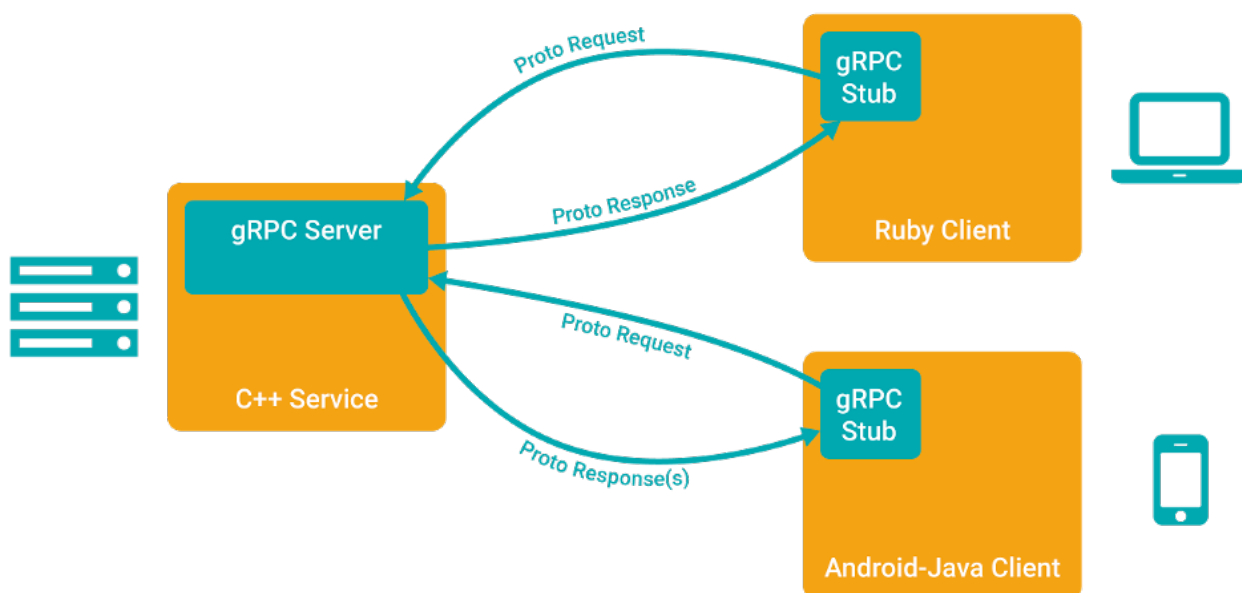 Proto Request
gRPC
Stub
Proto Response
Ruby Client
gRPC Server
C++ Service
Proto Request
gRPC
Stub
Proto Response(s)
Android-Java Client